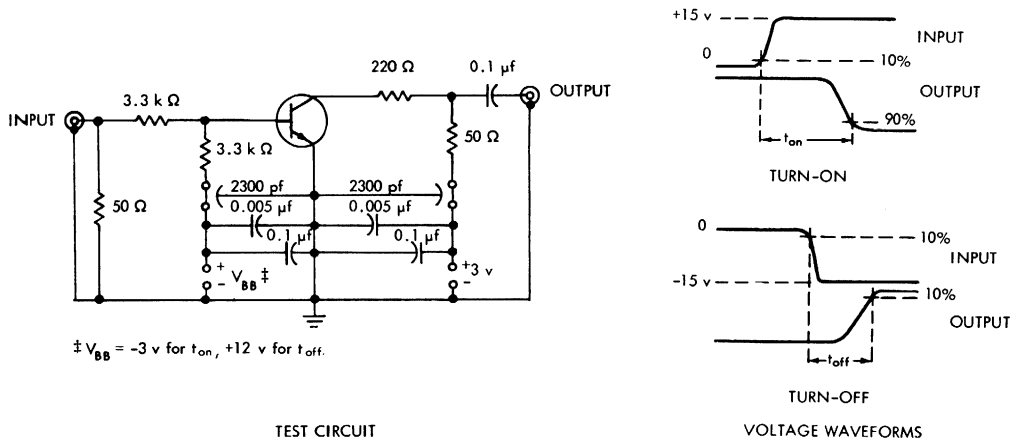 INPUT
3.3 k Ω
50 Ω
3.3 k Ω
220 Ω
0.1 μf
OUTPUT
50 Ω
2300 pf
2300 pf
0.005 μf
0.005 μf
0.1 μf
0.1 μf
+
V_BB ‡
-
+
3 v
-
‡ V_BB = -3 v for t_on, +12 v for t_off.
TEST CIRCUIT
+15 v
INPUT
0
10%
OUTPUT
90%
t_on
TURN-ON
0
10%
INPUT
-15 v
10%
OUTPUT
t_off
TURN-OFF
VOLTAGE WAVEFORMS